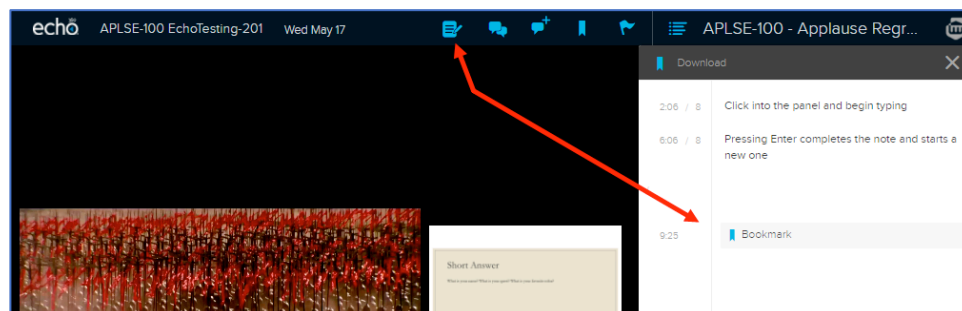 echo APLSE-100 EchoTesting-201 Wed May 17 APLSE-100 - Applause Regr...
Download
2:06 / 8 Click into the panel and begin typing
6:06 / 8 Pressing Enter completes the note and starts a
new one
9:25 Bookmark
Short Answer